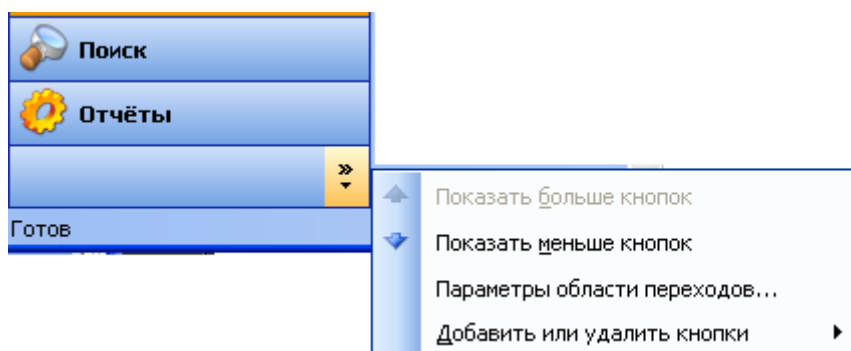 Поиск
Отчёты
Готов
Показать больше кнопок
Показать меньше кнопок
Параметры области переходов...
Добавить или удалить кнопки